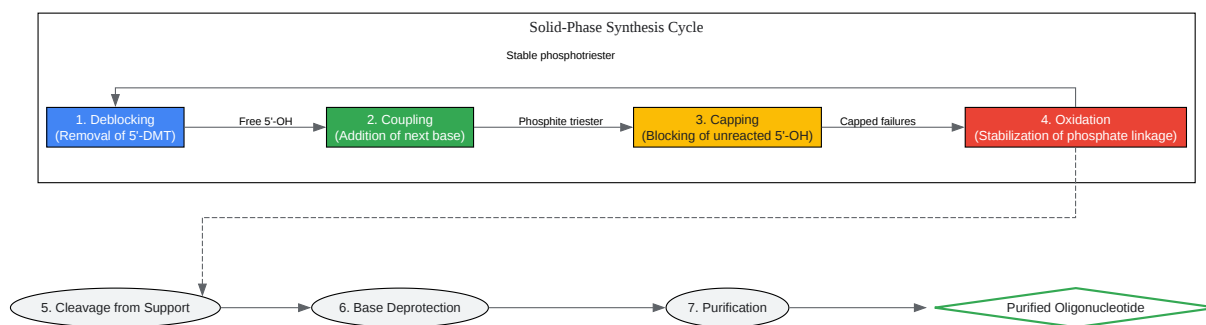 Solid-Phase Synthesis Cycle
Stable phosphotriester
1. Deblocking
(Removal of 5'-DMT)
Free 5'-OH
2. Coupling
(Addition of next base)
Phosphite triester
3. Capping
(Blocking of unreacted 5'-OH)
Capped failures
4. Oxidation
(Stabilization of phosphate linkage)
5. Cleavage from Support
6. Base Deprotection
7. Purification
Purified Oligonucleotide